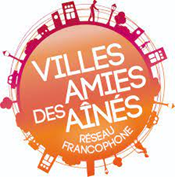 VILLES
AMIES
DES AÎNÉS
RÉSEAU
FRANCOPHONE